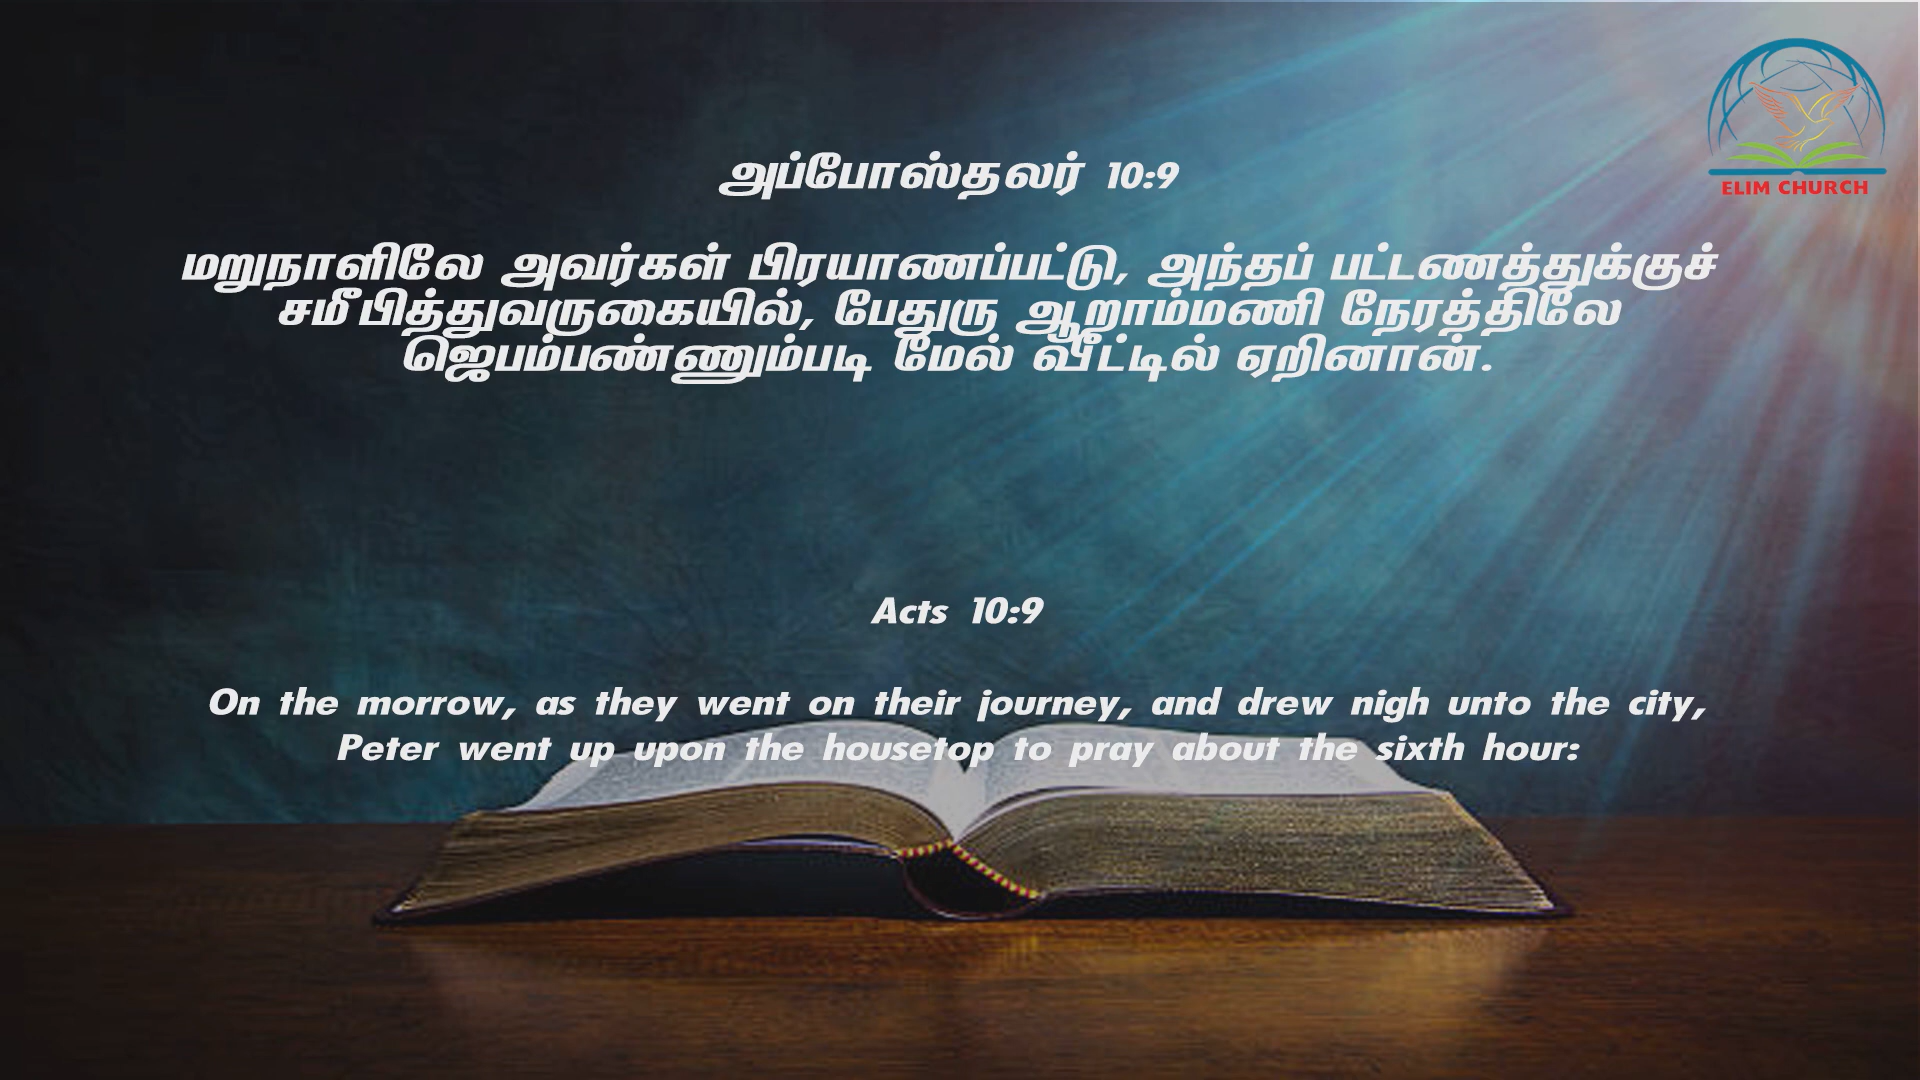 ELIM CHURCH
அப்போஸ்தலர் 10:9
மறுநாளிலே அவர்கள் பிரயாணப்பட்டு, அந்தப் பட்டணத்துக்குச்
சமீபித்துவருகையில், பேதுரு ஆறாம்மணி நேரத்திலே
ஜெபம்பண்ணும்படி மேல் வீட்டில் ஏறினான்.
Acts 10:9
On the morrow, as they went on their journey, and drew nigh unto the city,
Peter went up upon the housetop to pray about the sixth hour: